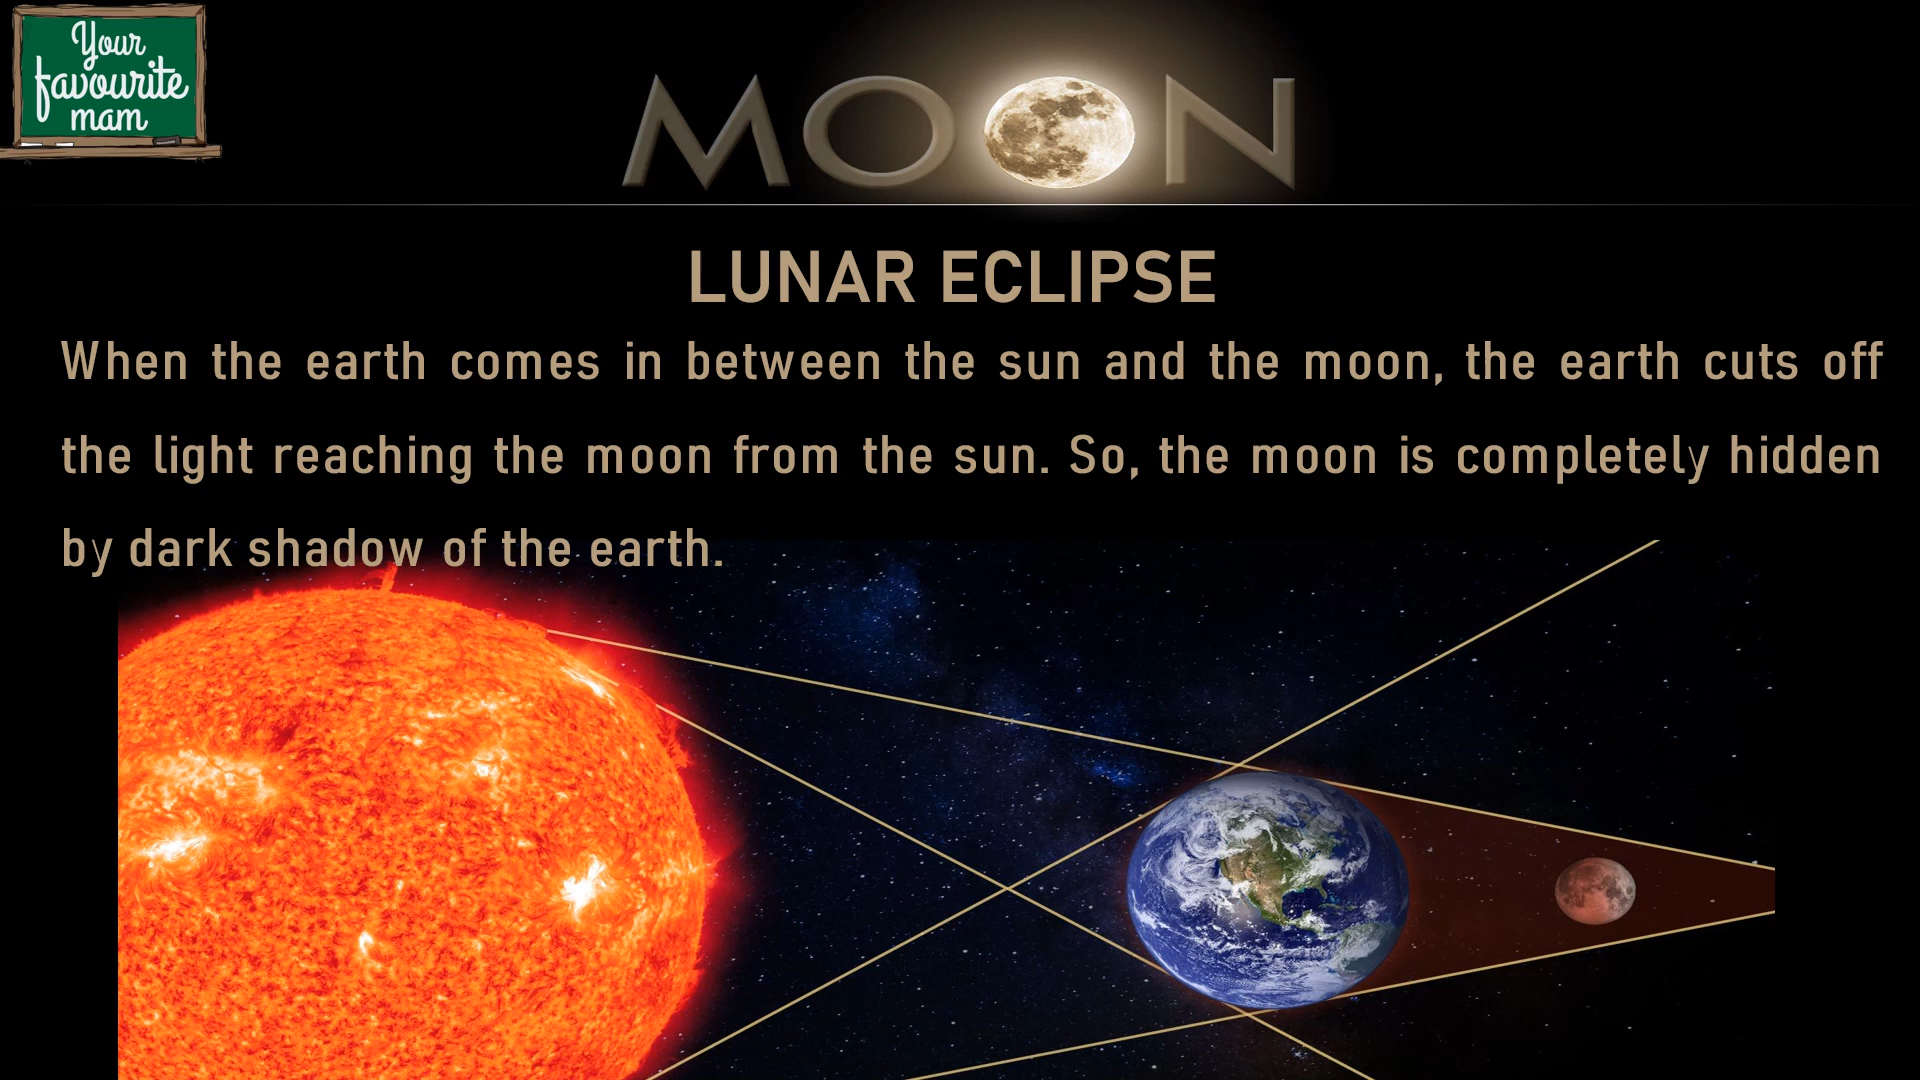 Your
favourite
mam
MOON
LUNAR ECLIPSE
When the earth comes in between the sun and the moon, the earth cuts off
the light reaching the moon from the sun. So, the moon is completely hidden
by dark shadow of the earth.